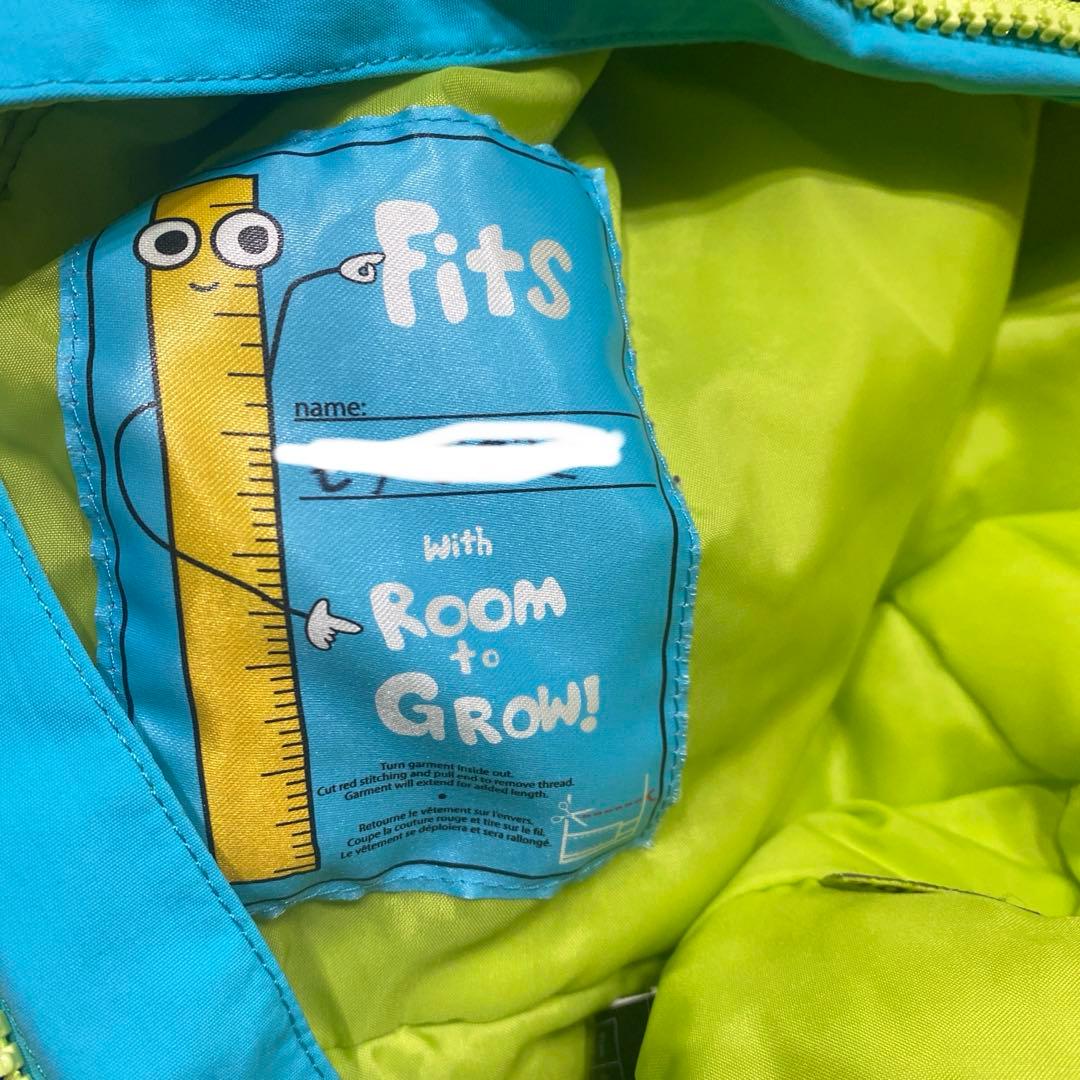 Fits
name:
With
ROOM
to
GROW!
Turn garment inside out.
Cut red stitching and pull end to remove thread.
Garment will extend for added length.
•
Retourne le vêtement sur l'envers.
Coupe la couture rouge et tire sur le fil.
Le vêtement se déploiera et sera rallongé.